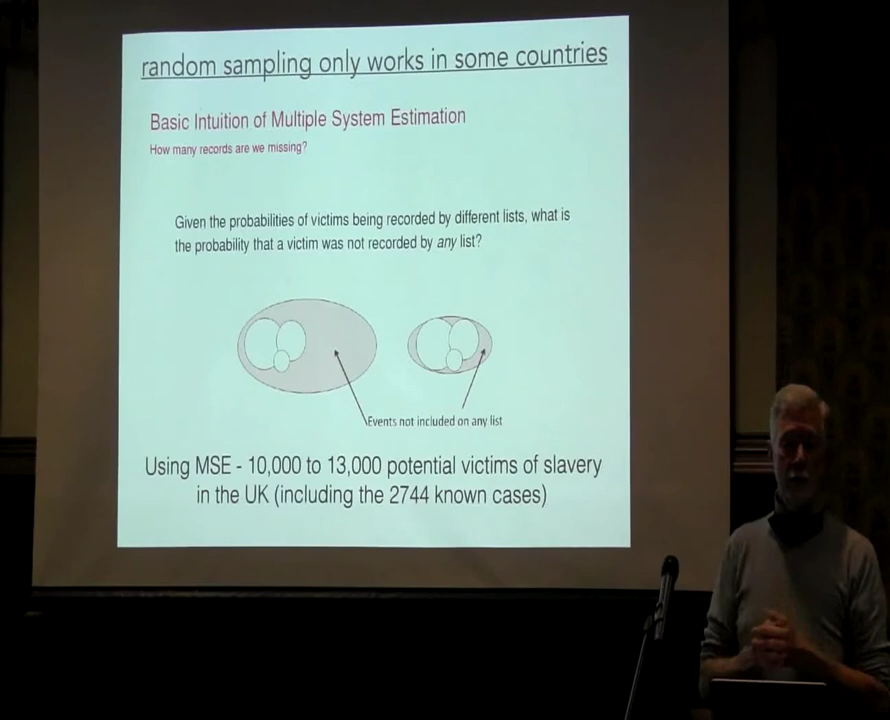 random sampling only works in some countries
Basic Intuition of Multiple System Estimation
How many records are we missing?
Given the probabilities of victims being recorded by different lists, what is
the probability that a victim was not recorded by any list?
Events not included on any list
Using MSE - 10,000 to 13,000 potential victims of slavery
in the UK (including the 2744 known cases)